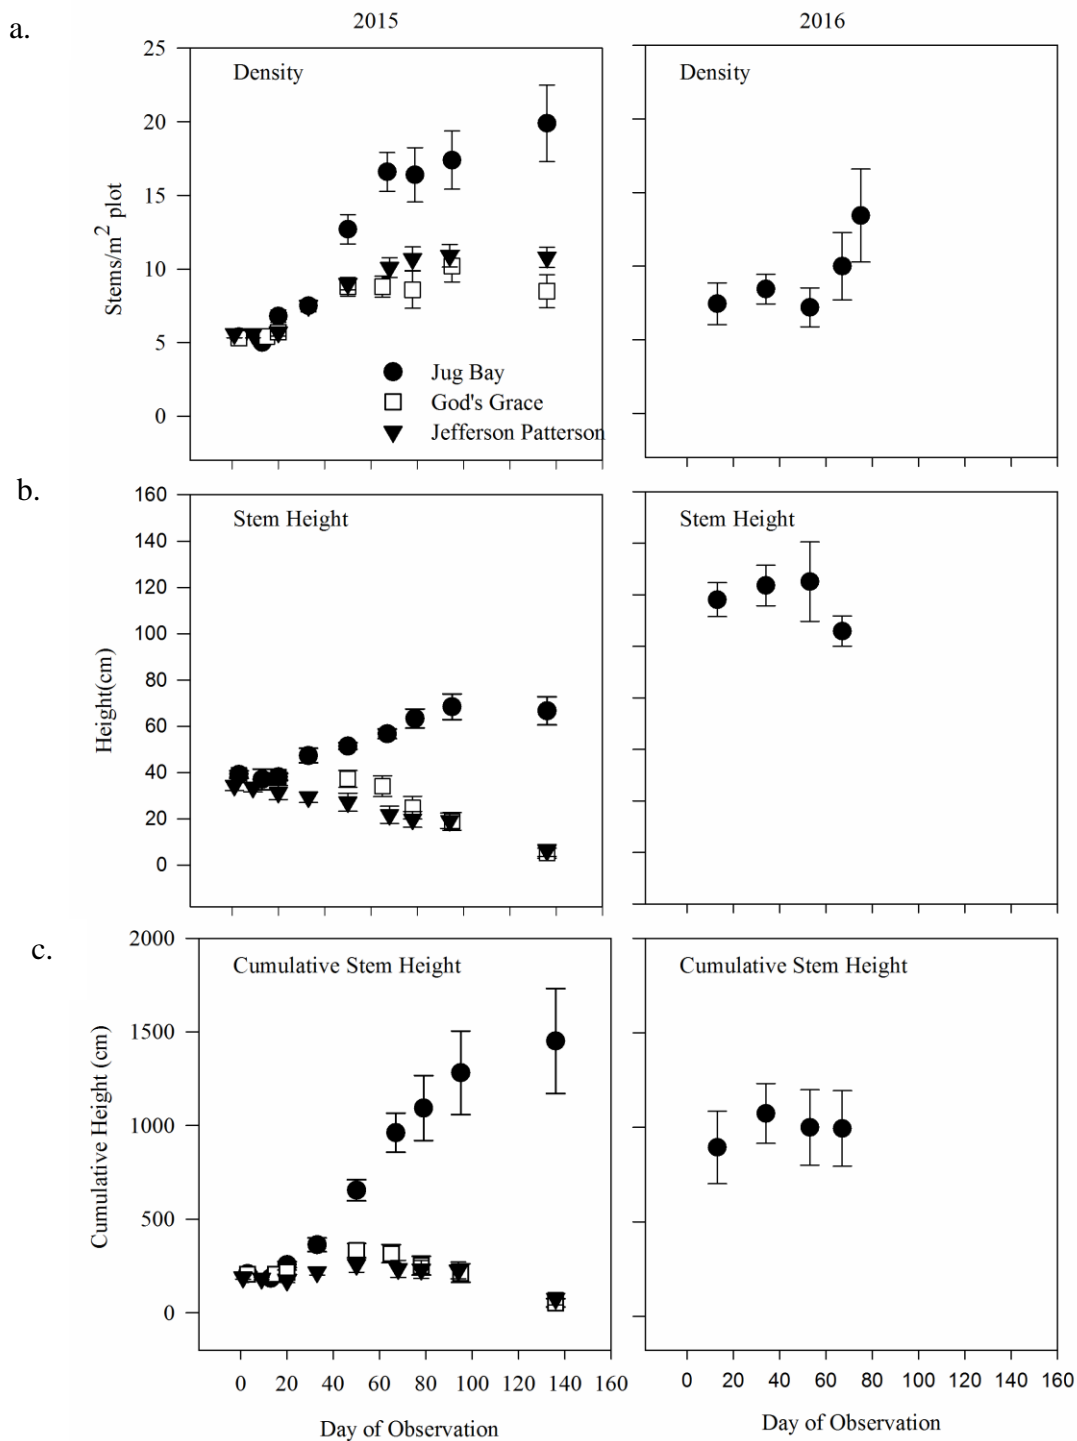 a.
2015
2016
25
20
15
10
5
0
Stems/m² plot
Density
Density
Jug Bay
God's Grace
Jefferson Patterson
b.
160
140
120
100
80
60
40
20
0
Height(cm)
Stem Height
Stem Height
c.
2000
1500
1000
500
0
Cumulative Height (cm)
Cumulative Stem Height
Cumulative Stem Height
0 20 40 60 80 100 120 140 160
0 20 40 60 80 100 120 140 160
Day of Observation
Day of Observation